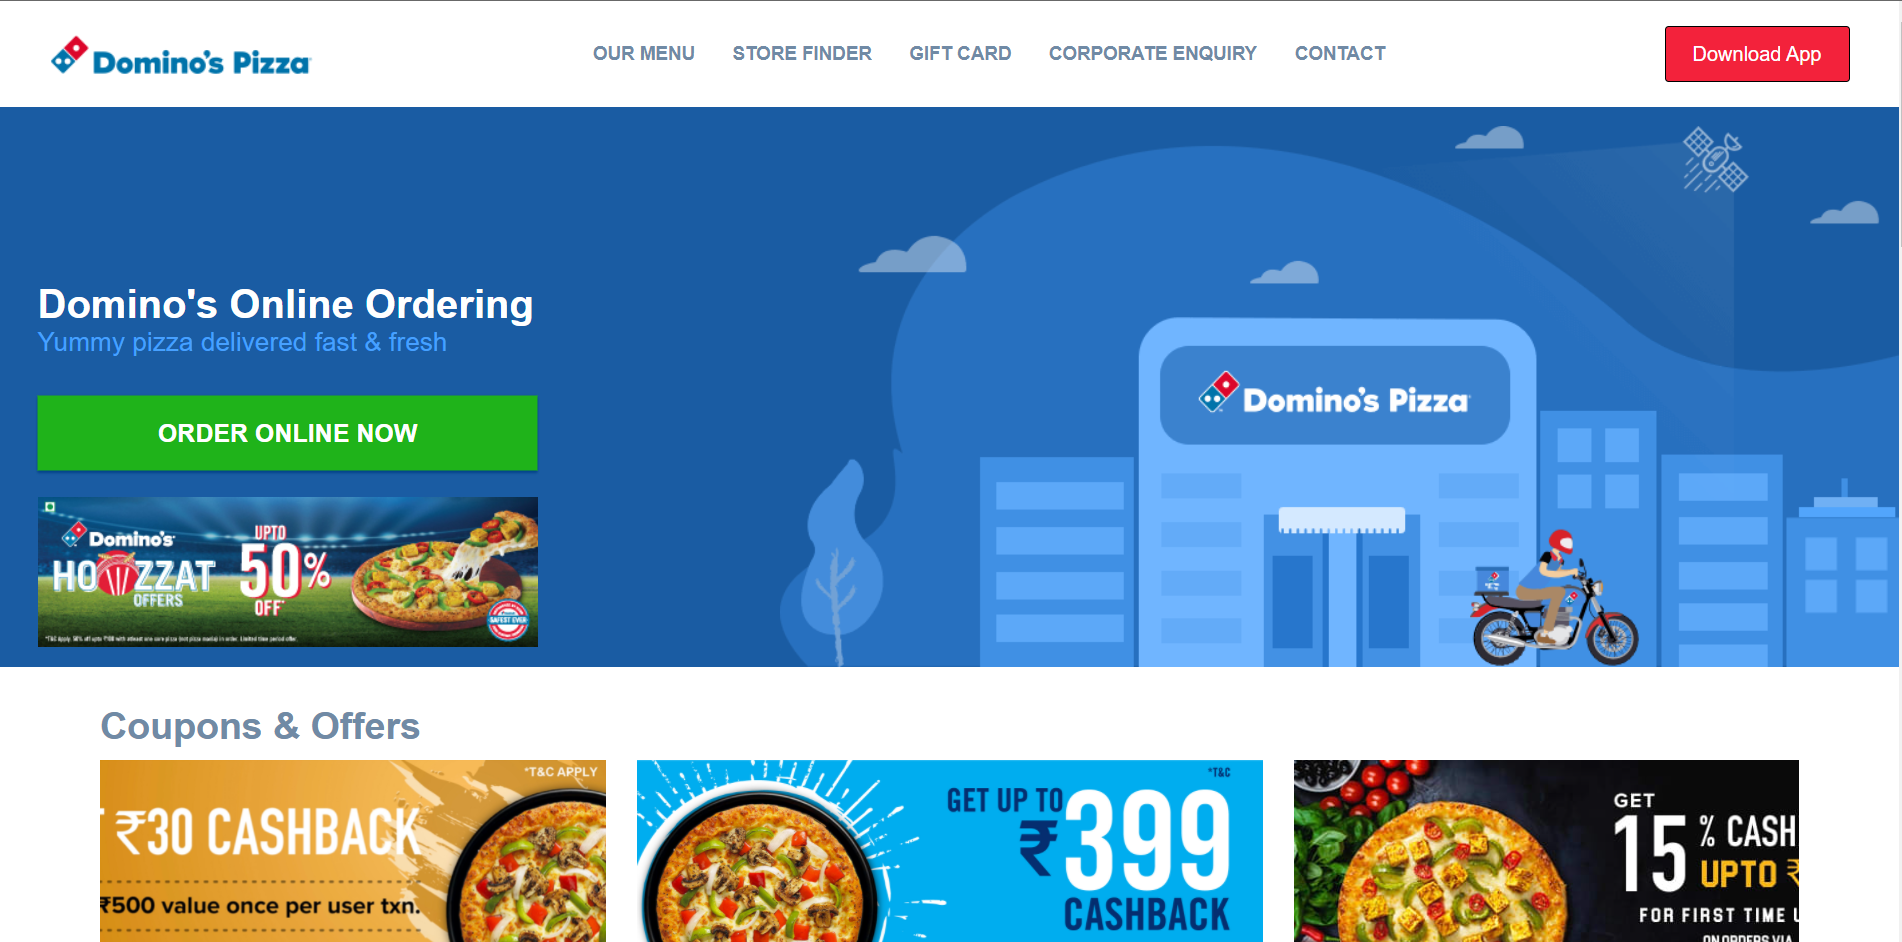 Domino's Pizza
OUR MENU
STORE FINDER
GIFT CARD
CORPORATE ENQUIRY
CONTACT
Download App
Domino's Pizza
Domino's Online Ordering
Yummy pizza delivered fast & fresh
ORDER ONLINE NOW
Domino's
HOWZZAT
OFFERS
UPTO
50%
OFF*
SAFEST EVER
Coupons & Offers
*T&C APPLY
₹30 CASHBACK
₹500 value once per user txn.
*T&C
GET UP TO
₹399
CASHBACK
GET
15% CASH
UPTO ₹
FOR FIRST TIME
ON ORDERS VIA